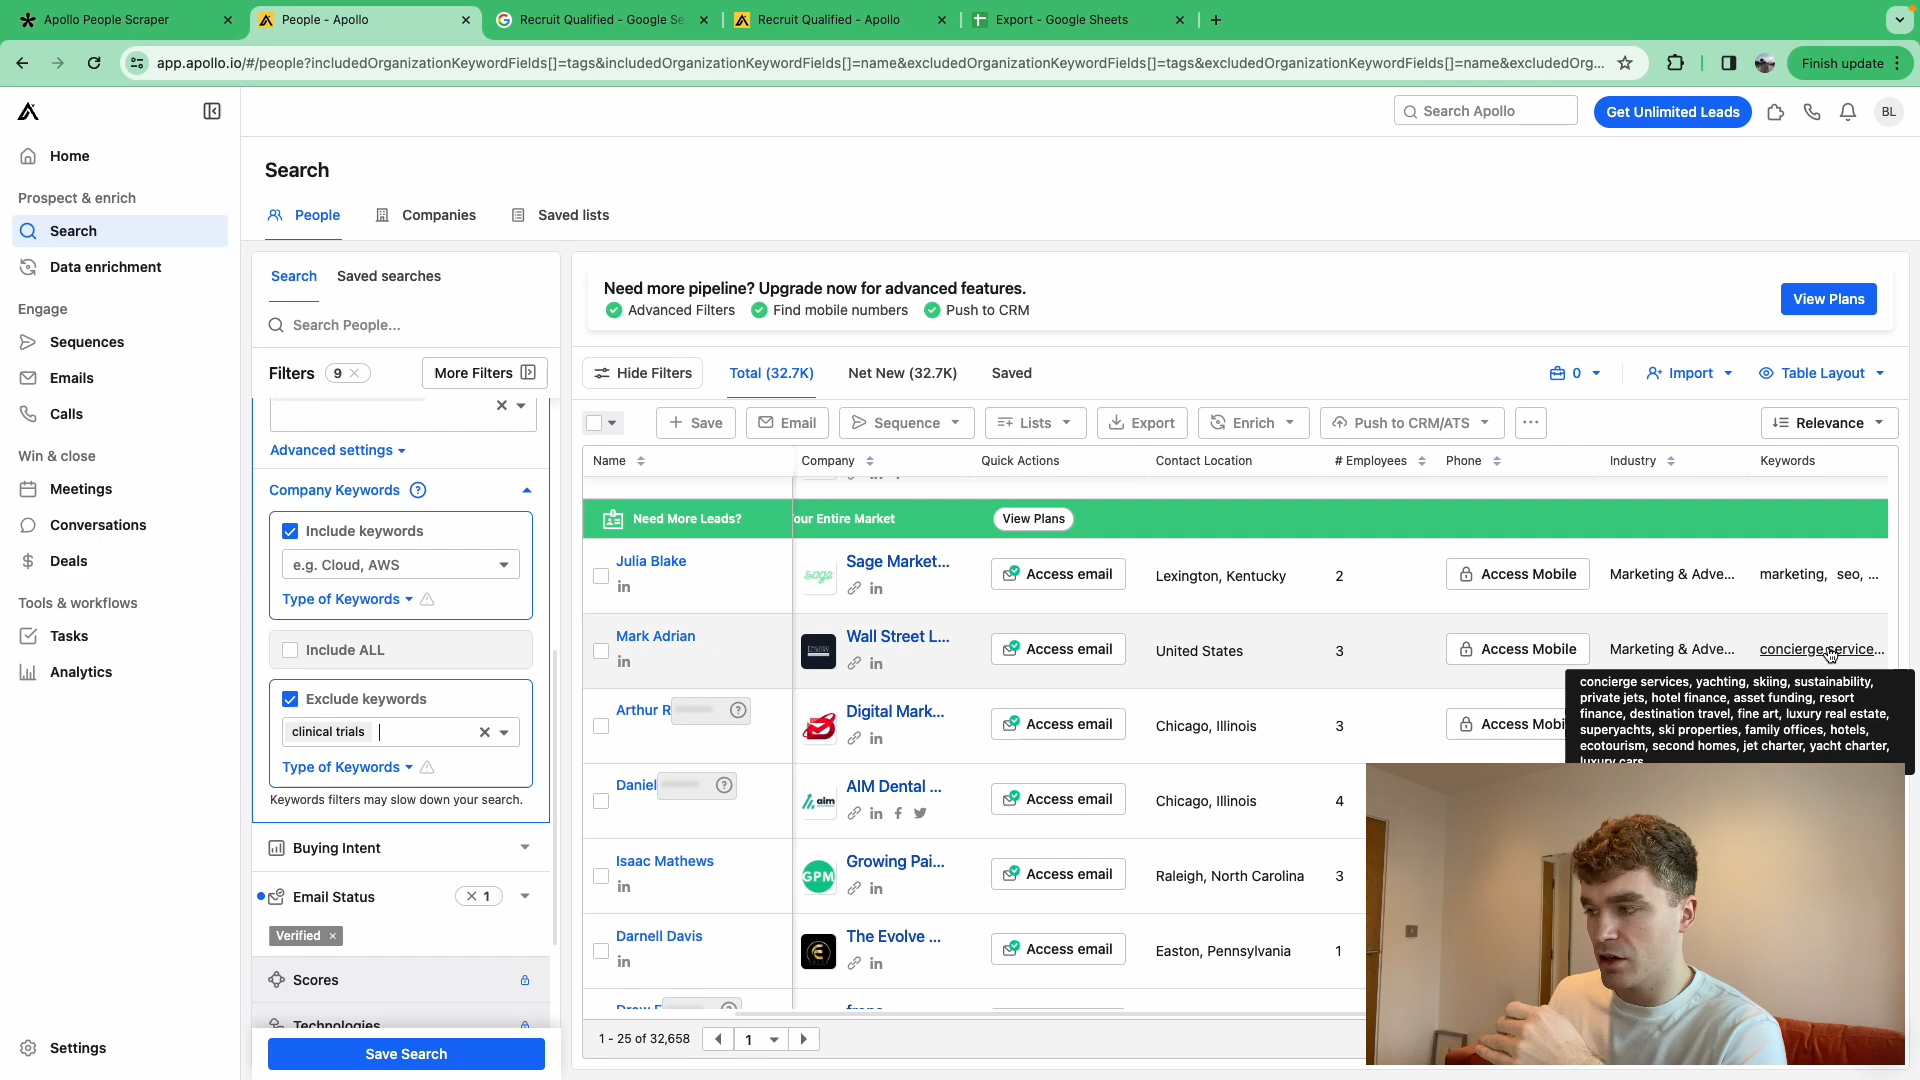 Apollo People Scraper
People - Apollo
Recruit Qualified - Google Se
Recruit Qualified - Apollo
Export - Google Sheets
app.apollo.io/#/people?includedOrganizationKeywordFields[]=tags&includedOrganizationKeywordFields[]=name&excludedOrganizationKeywordFields[]=tags&excludedOrganizationKeywordFields[]=name&excludedOrg...
Finish update
Search Apollo
Get Unlimited Leads
BL
Home
Prospect & enrich
Search
Data enrichment
Engage
Sequences
Emails
Calls
Win & close
Meetings
Conversations
Deals
Tools & workflows
Tasks
Analytics
Settings
Search
People
Companies
Saved lists
Search
Saved searches
Search People...
Filters 9
More Filters
Advanced settings
Company Keywords ?
Include keywords
e.g. Cloud, AWS
Type of Keywords
Include ALL
Exclude keywords
clinical trials
Type of Keywords
Keywords filters may slow down your search.
Buying Intent
Email Status 1
Verified
Scores
Technologies
Save Search
Need more pipeline? Upgrade now for advanced features.
Advanced Filters Find mobile numbers Push to CRM
View Plans
Hide Filters
Total (32.7K)
Net New (32.7K)
Saved
0
Import
Table Layout
Save
Email
Sequence
Lists
Export
Enrich
Push to CRM/ATS
...
Relevance
Name Company Quick Actions Contact Location # Employees Phone Industry Keywords
Need More Leads? our Entire Market View Plans
Julia Blake Sage Market... Access email Lexington, Kentucky 2 Access Mobile Marketing & Adve... marketing, seo, ...
Mark Adrian Wall Street L... Access email United States 3 Access Mobile Marketing & Adve... concierge service...
concierge services, yachting, skiing, sustainability,
private jets, hotel finance, asset funding, resort
finance, destination travel, fine art, luxury real estate,
superyachts, ski properties, family offices, hotels,
ecotourism, second homes, jet charter, yacht charter,
luxury cars
Arthur R ? Digital Mark... Access email Chicago, Illinois 3 Access Mobi
Daniel ? AIM Dental ... Access email Chicago, Illinois 4
Isaac Mathews Growing Pai... Access email Raleigh, North Carolina 3
Darnell Davis The Evolve ... Access email Easton, Pennsylvania 1
sage
aim
GPM
1 - 25 of 32,658
1